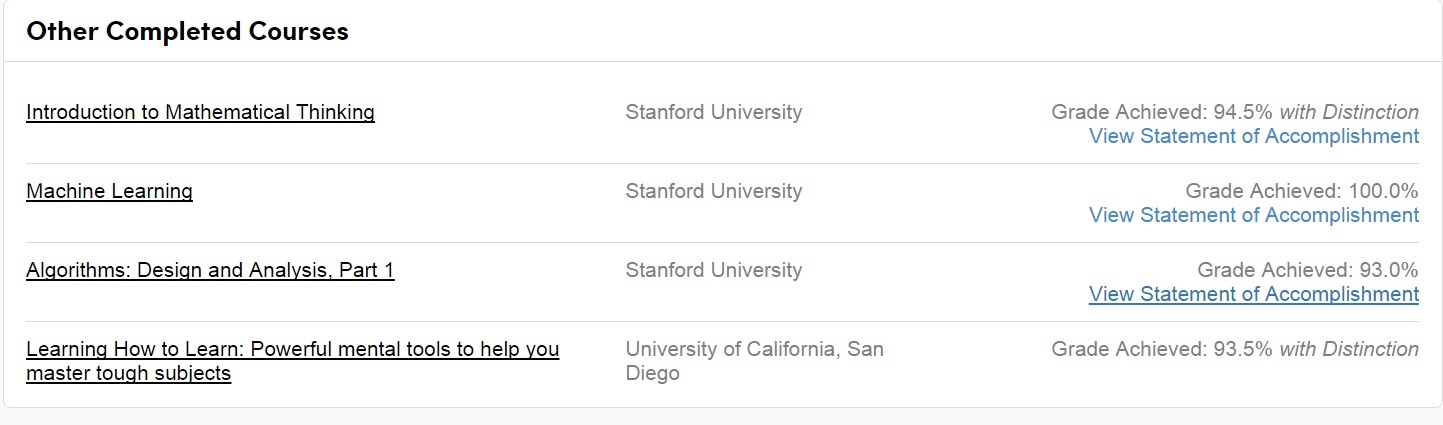 Other Completed Courses
Introduction to Mathematical Thinking
Stanford University
Grade Achieved: 94.5% with Distinction
View Statement of Accomplishment
Machine Learning
Stanford University
Grade Achieved: 100.0%
View Statement of Accomplishment
Algorithms: Design and Analysis, Part 1
Stanford University
Grade Achieved: 93.0%
View Statement of Accomplishment
Learning How to Learn: Powerful mental tools to help you
master tough subjects
University of California, San
Diego
Grade Achieved: 93.5% with Distinction